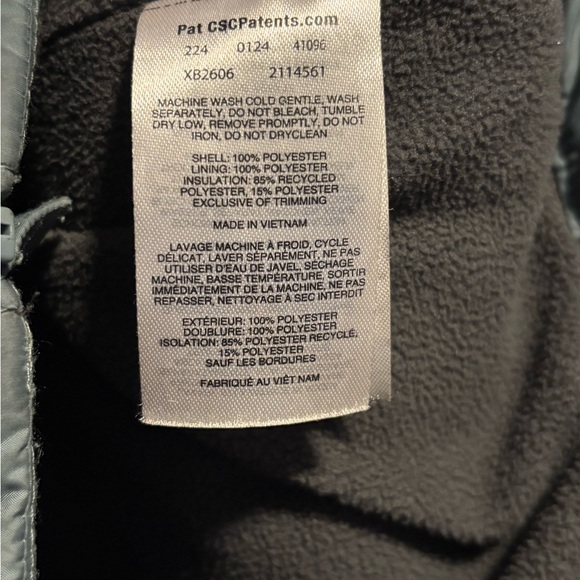 Pat CSCPatents.com
224 0124 41096
XB2606 2114561
MACHINE WASH COLD GENTLE, WASH
SEPARATELY, DO NOT BLEACH, TUMBLE
DRY LOW, REMOVE PROMPTLY, DO NOT
IRON, DO NOT DRYCLEAN
SHELL: 100% POLYESTER
LINING: 100% POLYESTER
INSULATION: 85% RECYCLED
POLYESTER, 15% POLYESTER
EXCLUSIVE OF TRIMMING
MADE IN VIETNAM
LAVAGE MACHINE À FROID, CYCLE
DÉLICAT, LAVER SÉPARÉMENT, NE PAS
UTILISER D'EAU DE JAVEL, SÉCHAGE
MACHINE, BASSE TEMPÉRATURE, SORTIR
IMMÉDIATEMENT DE LA MACHINE, NE PAS
REPASSER, NETTOYAGE À SEC INTERDIT
EXTÉRIEUR: 100% POLYESTER
DOUBLURE: 100% POLYESTER
ISOLATION: 85% POLYESTER RECYCLÉ,
15% POLYESTER
SAUF LES BORDURES
FABRIQUÉ AU VIÊT NAM